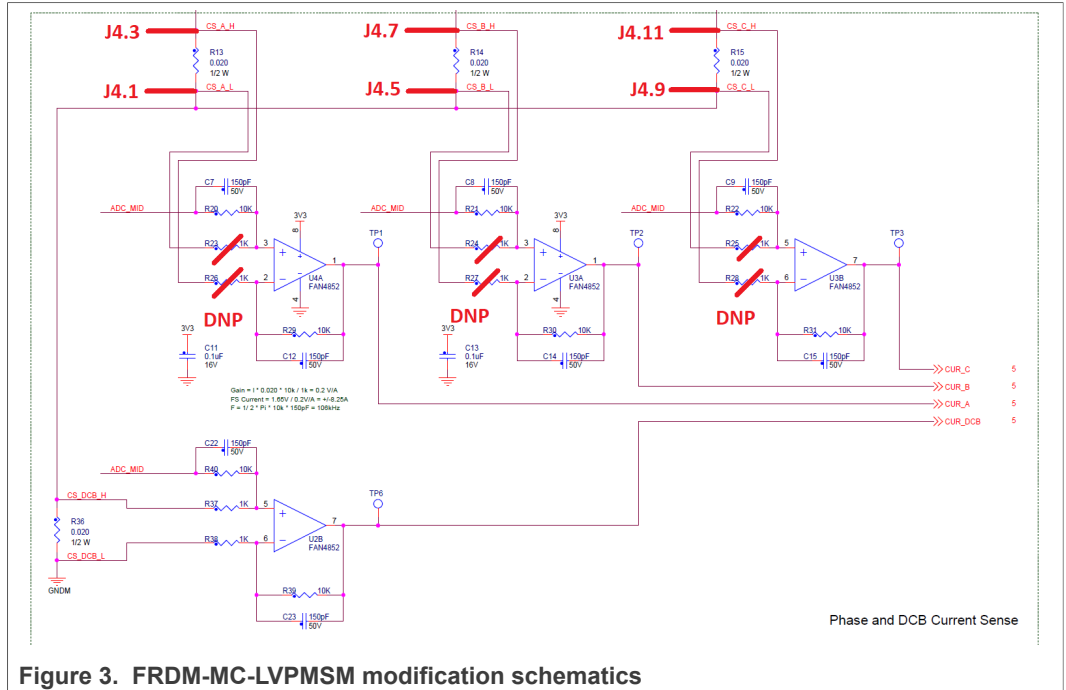 J4.3
CS_A_H
J4.7
CS_B_H
J4.11
CS_C_H
R13
0.020
1/2 W
R14
0.020
1/2 W
R15
0.020
1/2 W
J4.1
CS_A_L
J4.5
CS_B_L
J4.9
CS_C_L
C7
150pF
50V
C8
150pF
50V
C9
150pF
50V
ADC_MID
R20
10K
ADC_MID
R21
10K
ADC_MID
R22
10K
3V3
3V3
TP1
TP2
TP3
R23
1K
3
8
1
R24
1K
3
8
1
R25
1K
5
7
R26
1K
2
4
U4A
FAN4852
R27
1K
2
4
U3A
FAN4852
R28
1K
6
U3B
FAN4852
DNP
DNP
DNP
R29
10K
R30
10K
R31
10K
3V3
C11
0.1uF
16V
C12
150pF
50V
3V3
C13
0.1uF
16V
C14
150pF
50V
C15
150pF
50V
CUR_C 5
CUR_B 5
CUR_A 5
CUR_DCB 5
Gain = I * 0.020 * 10k / 1k = 0.2 V/A
FS Current = 1.65V / 0.2V/A = +/-8.25A
F = 1/ 2 * Pi * 10k * 150pF = 106kHz
C22
150pF
50V
ADC_MID
R40
10K
CS_DCB_H
R37
1K
5
7
TP6
R36
0.020
1/2 W
R38
1K
6
U2B
FAN4852
CS_DCB_L
GNDM
R39
10K
C23
150pF
50V
Phase and DCB Current Sense
Figure 3. FRDM-MC-LVPMSM modification schematics